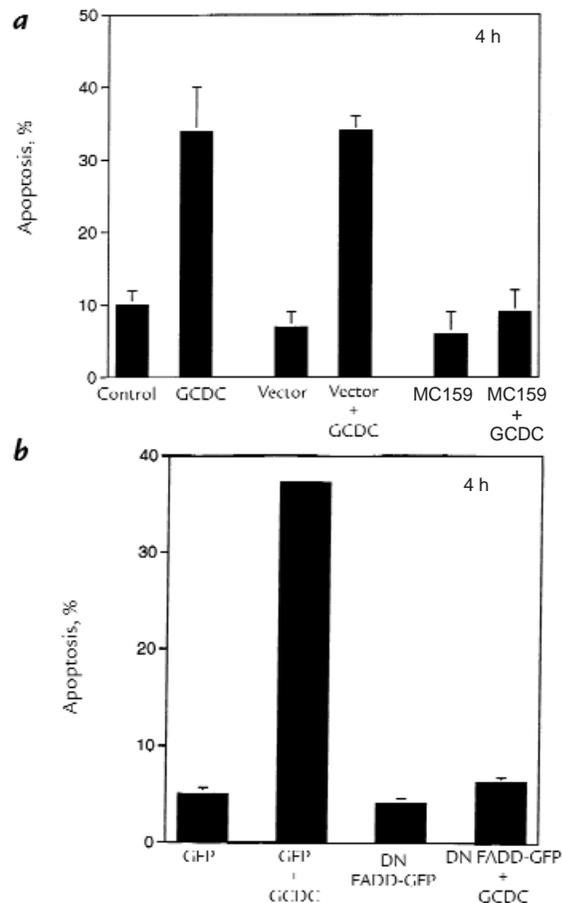 a
50
4 h
40
30
20
10
0
Apoptosis, %
Control GCDC Vector Vector + GCDC MC159 MC159 + GCDC
b
40
4 h
30
20
10
0
Apoptosis, %
GFP GFP + GCDC DN FADD-GFP DN FADD-GFP + GCDC